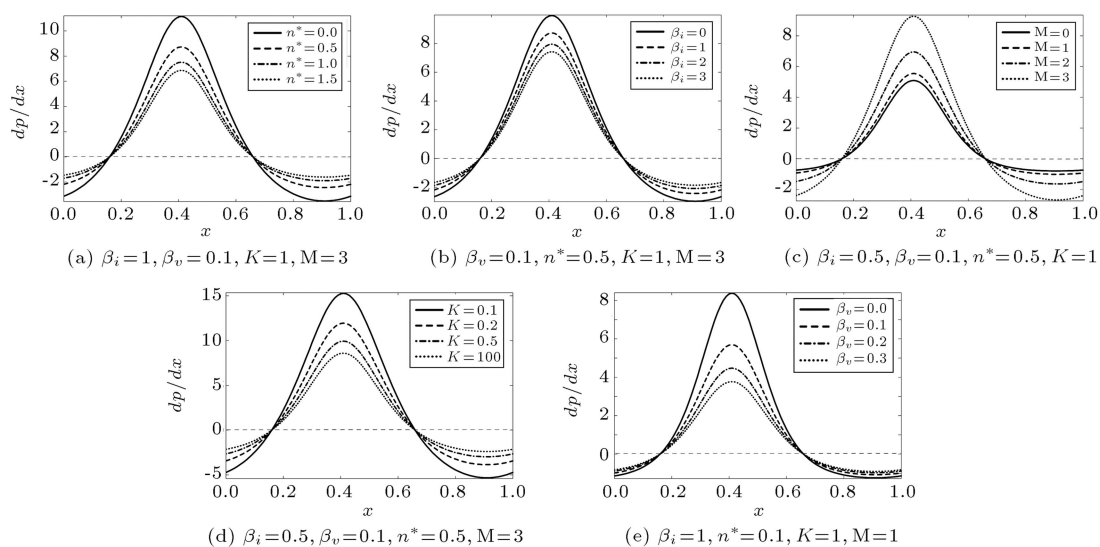 10
8
6
4
2
0
-2
dp/dx
n*=0.0
n*=0.5
n*=1.0
n*=1.5
0.0 0.2 0.4 0.6 0.8 1.0
x
(a) βi=1, βv=0.1, K=1, M=3
8
6
4
2
0
-2
dp/dx
βi=0
βi=1
βi=2
βi=3
0.0 0.2 0.4 0.6 0.8 1.0
x
(b) βv=0.1, n*=0.5, K=1, M=3
8
6
4
2
0
-2
dp/dx
M=0
M=1
M=2
M=3
0.0 0.2 0.4 0.6 0.8 1.0
x
(c) βi=0.5, βv=0.1, n*=0.5, K=1
15
10
5
0
-5
dp/dx
K=0.1
K=0.2
K=0.5
K=100
0.0 0.2 0.4 0.6 0.8 1.0
x
(d) βi=0.5, βv=0.1, n*=0.5, M=3
8
6
4
2
0
dp/dx
βv=0.0
βv=0.1
βv=0.2
βv=0.3
0.0 0.2 0.4 0.6 0.8 1.0
x
(e) βi=1, n*=0.1, K=1, M=1